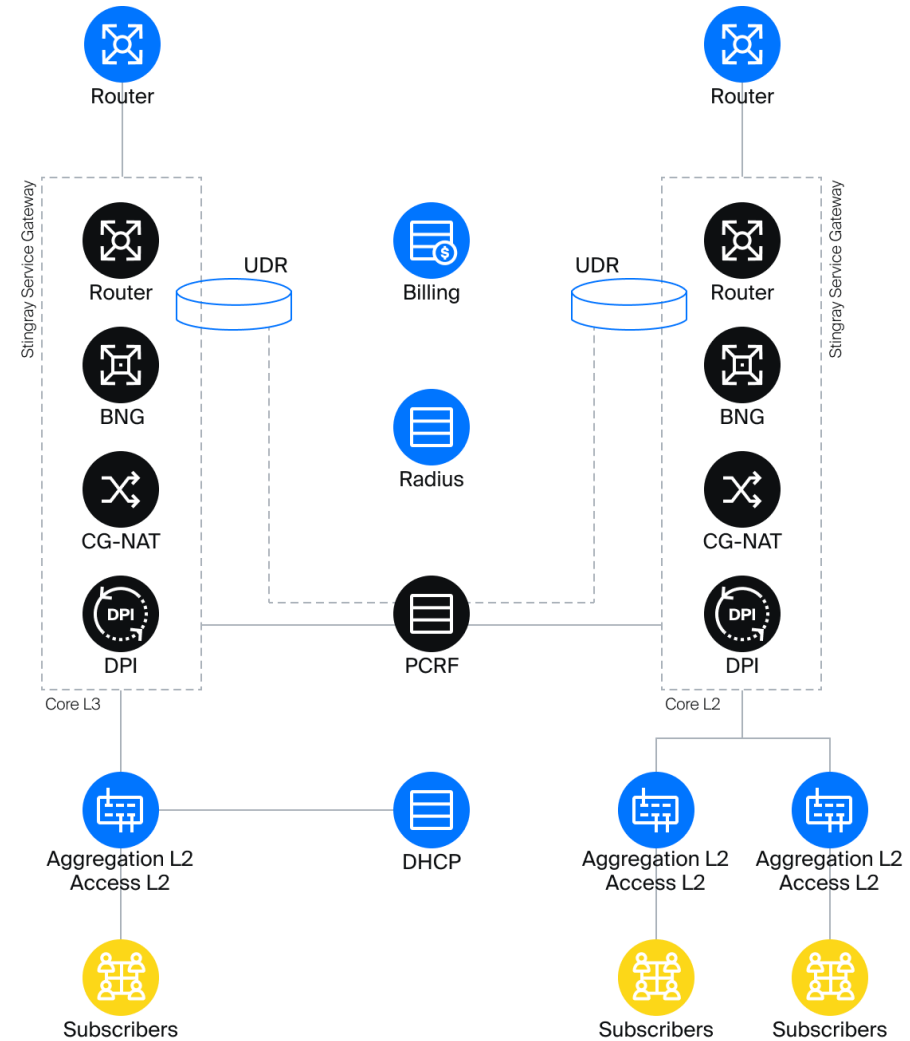 Router
Router
Stingray Service Gateway
Router
BNG
CG-NAT
DPI
DPI
Core L3
UDR
$
Billing
Radius
PCRF
UDR
Stingray Service Gateway
Router
BNG
CG-NAT
DPI
DPI
Core L2
Aggregation L2
Access L2
DHCP
Aggregation L2
Access L2
Aggregation L2
Access L2
Subscribers
Subscribers
Subscribers